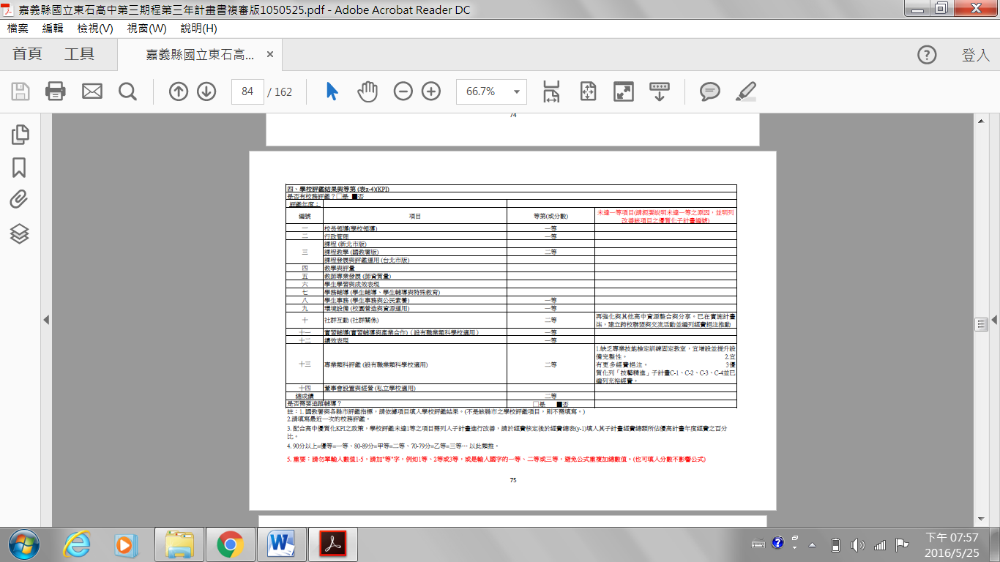 嘉義縣國立東石高中第三期程第三年計畫書複審版1050525.pdf - Adobe Acrobat Reader DC
檔案 編輯 檢視(V) 視窗(W) 說明(H)
首頁 工具 嘉義縣國立東石高... × 登入
84 / 162 66.7%
74
四、學校評鑑結果與等第 (表x-4)(KPI)
是否有校務評鑑？□是 ■否
評鑑年度：
編號 項目 等第(或分數) 未達一等項目(請扼要說明未達一等之原因，並明列改善該項目之優質化子計畫編號)
一 校長領導(學校領導) 一等
二 行政管理 一等
課程 (新北市版)
三 課程教學 (國教署版) 二等
課程發展與評鑑運用 (台北市版)
四 教學與評量
五 教師專業發展 (師資質量)
六 學生學習與成效表現
七 學務輔導 (學生輔導、學生輔導與特殊教育)
八 學生事務 (學生事務與公民素養) 一等
九 環境設備 (校園營造與資源運用) 一等
十 社群互動 (社群關係) 二等 再強化與其他高中資源整合與分享。已在實施計畫柒，建立跨校聯盟與交流活動並編列經費挹注推動
十一 實習輔導(實習輔導與產業合作) (設有職業類科學校適用) 一等
十二 績效表現 一等
十三 專業類科評鑑 (設有職業類科學校適用) 二等 1.缺乏專業技能檢定訓練固定教室，宜增設並提升設備完整性。 2.宜有更多經費挹注。 3優質化列「技藝精進」子計畫C-1、C-2、C-3、C-4並已編列充裕經費。
十四 董事會設置與經營 (私立學校適用)
總成績 二等
是否需要追蹤輔導？ □是 ■否
註：1. 國教署與各縣市評鑑指標，請依據項目填入學校評鑑結果。(不是該縣市之學校評鑑項目，則不需填寫。)
2.請填寫最近一次的校務評鑑。
3. 配合高中優質化KPI之政策，學校評鑑未達1等之項目需列入子計畫進行改善，請於經費核定後於經費總表(y-1)填入其子計畫經費總額所佔優高計畫年度經費之百分
比。
4. 90分以上=優等=一等、80-89分=甲等=二等、70-79分=乙等=三等… 以此類推。
5. 重要：請勿單輸入數值1-5，請加"等"字，例如1等、2等或3等，或是輸入國字的一等、二等或三等，避免公式重複加總數值。(也可填入分數不影響公式)
75
下午 07:57
2016/5/25